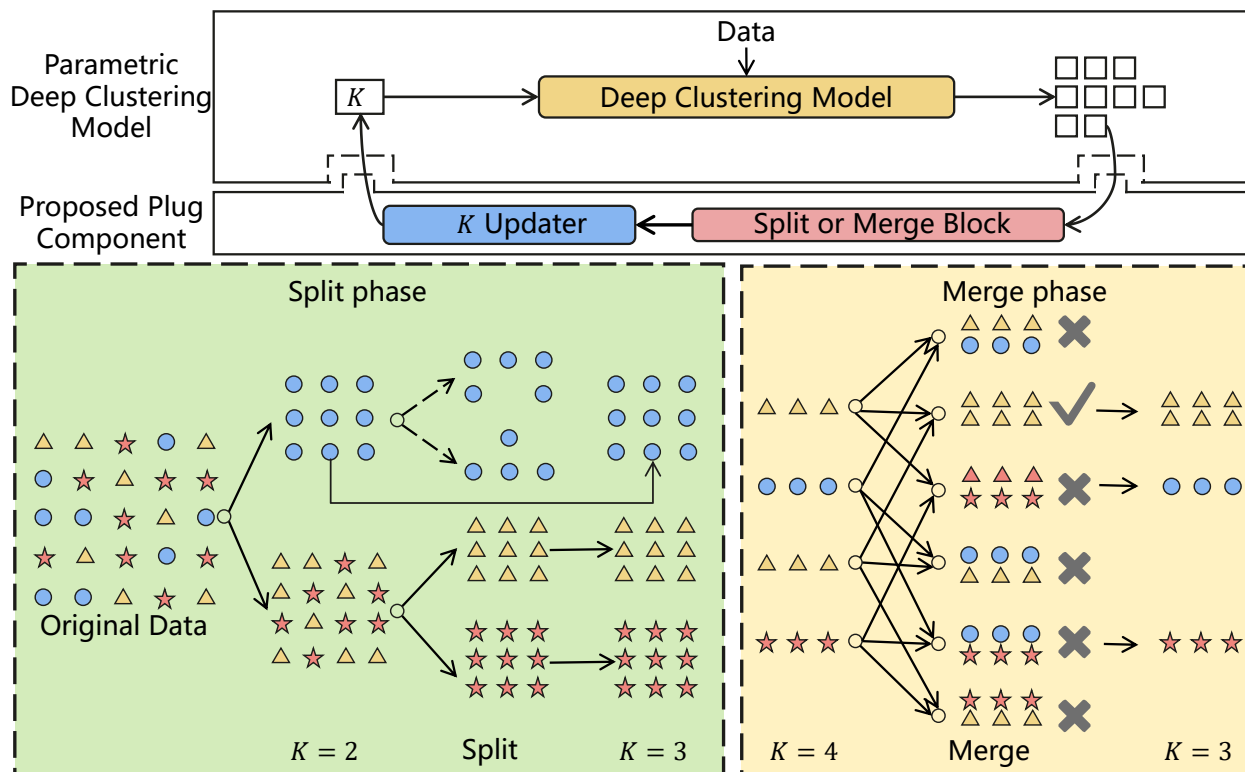 Parametric
Deep Clustering
Model
Data
K
Deep Clustering Model
Proposed Plug
Component
K Updater
Split or Merge Block
Split phase
Original Data
K = 2
Split
K = 3
Merge phase
K = 4
Merge
K = 3